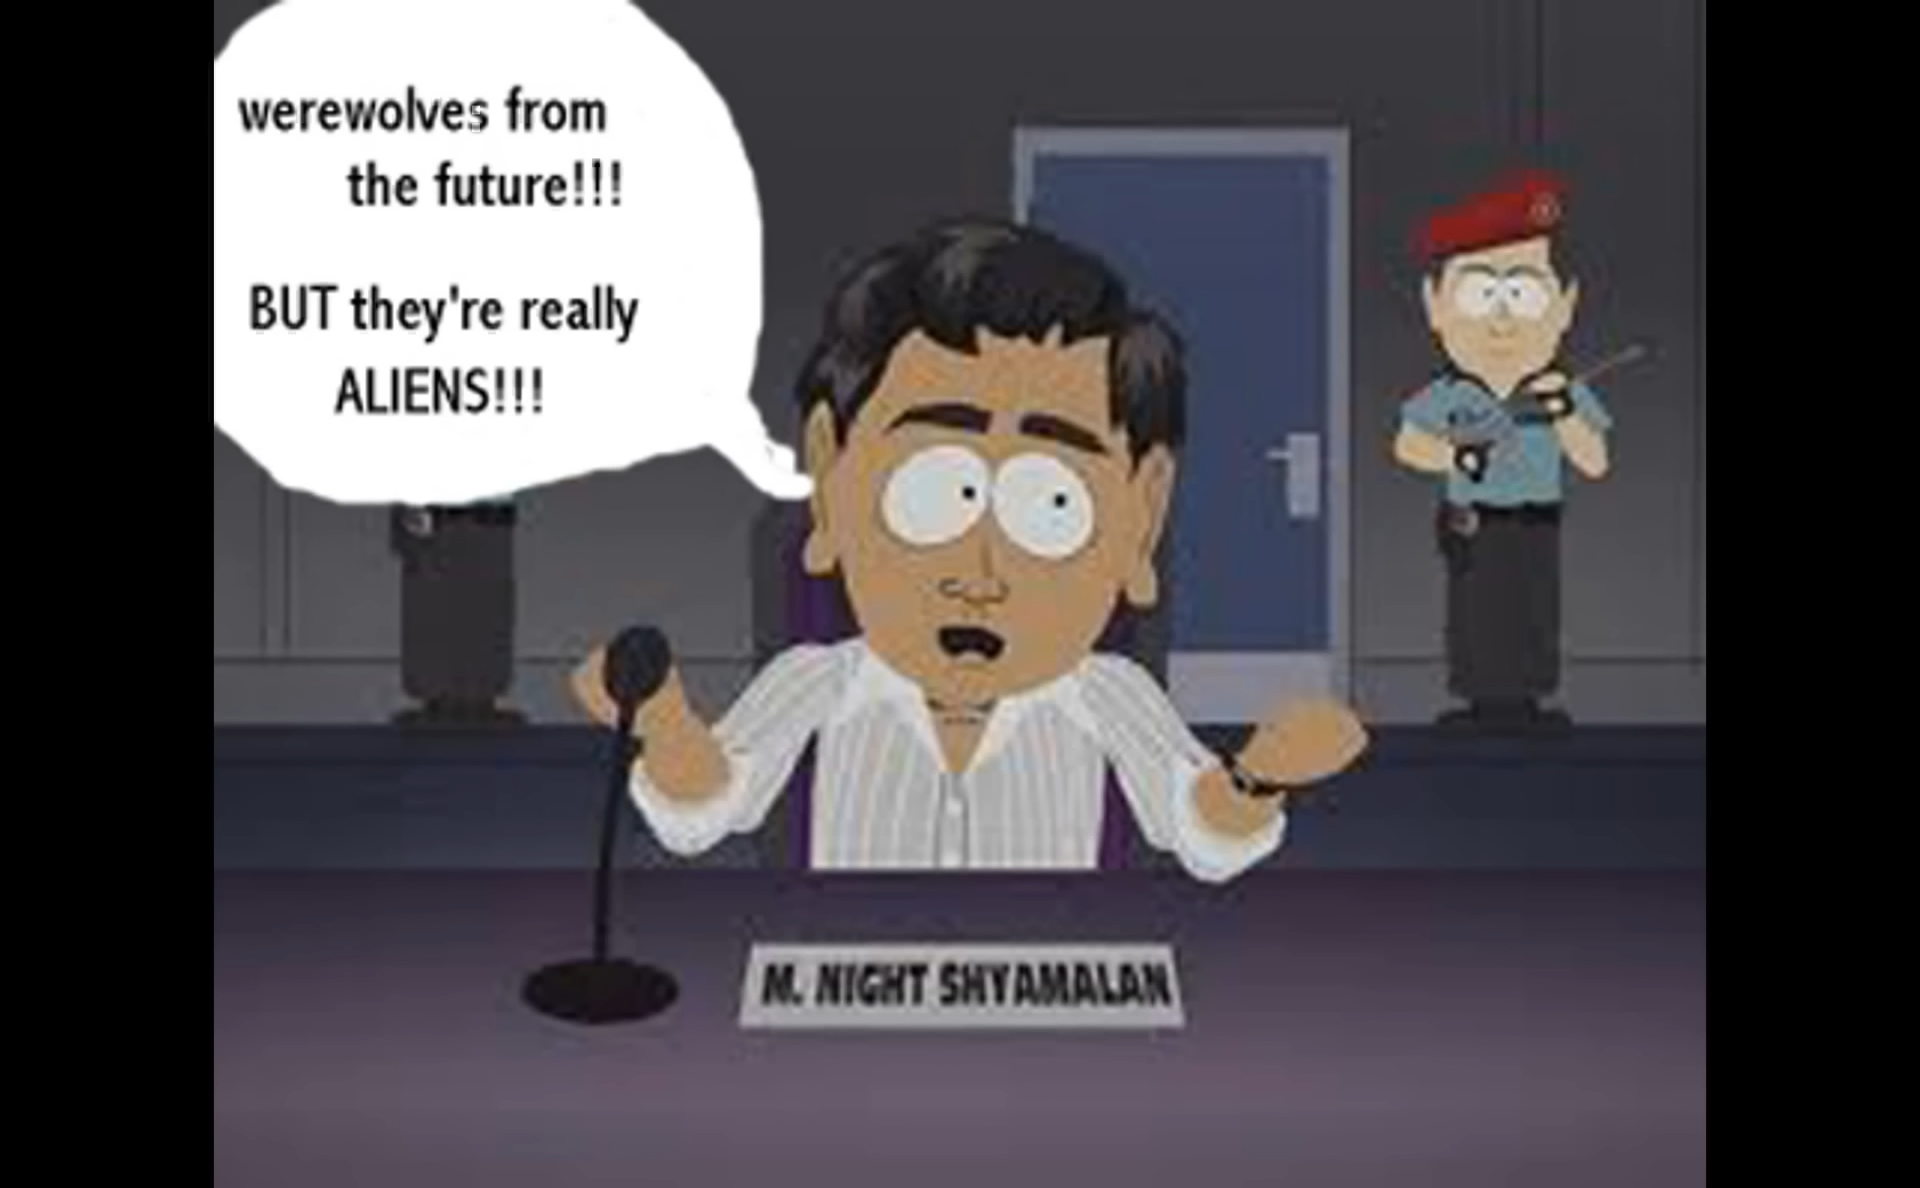 werewolves from
the future!!!
BUT they're really
ALIENS!!!
M. NIGHT SHYAMALAN